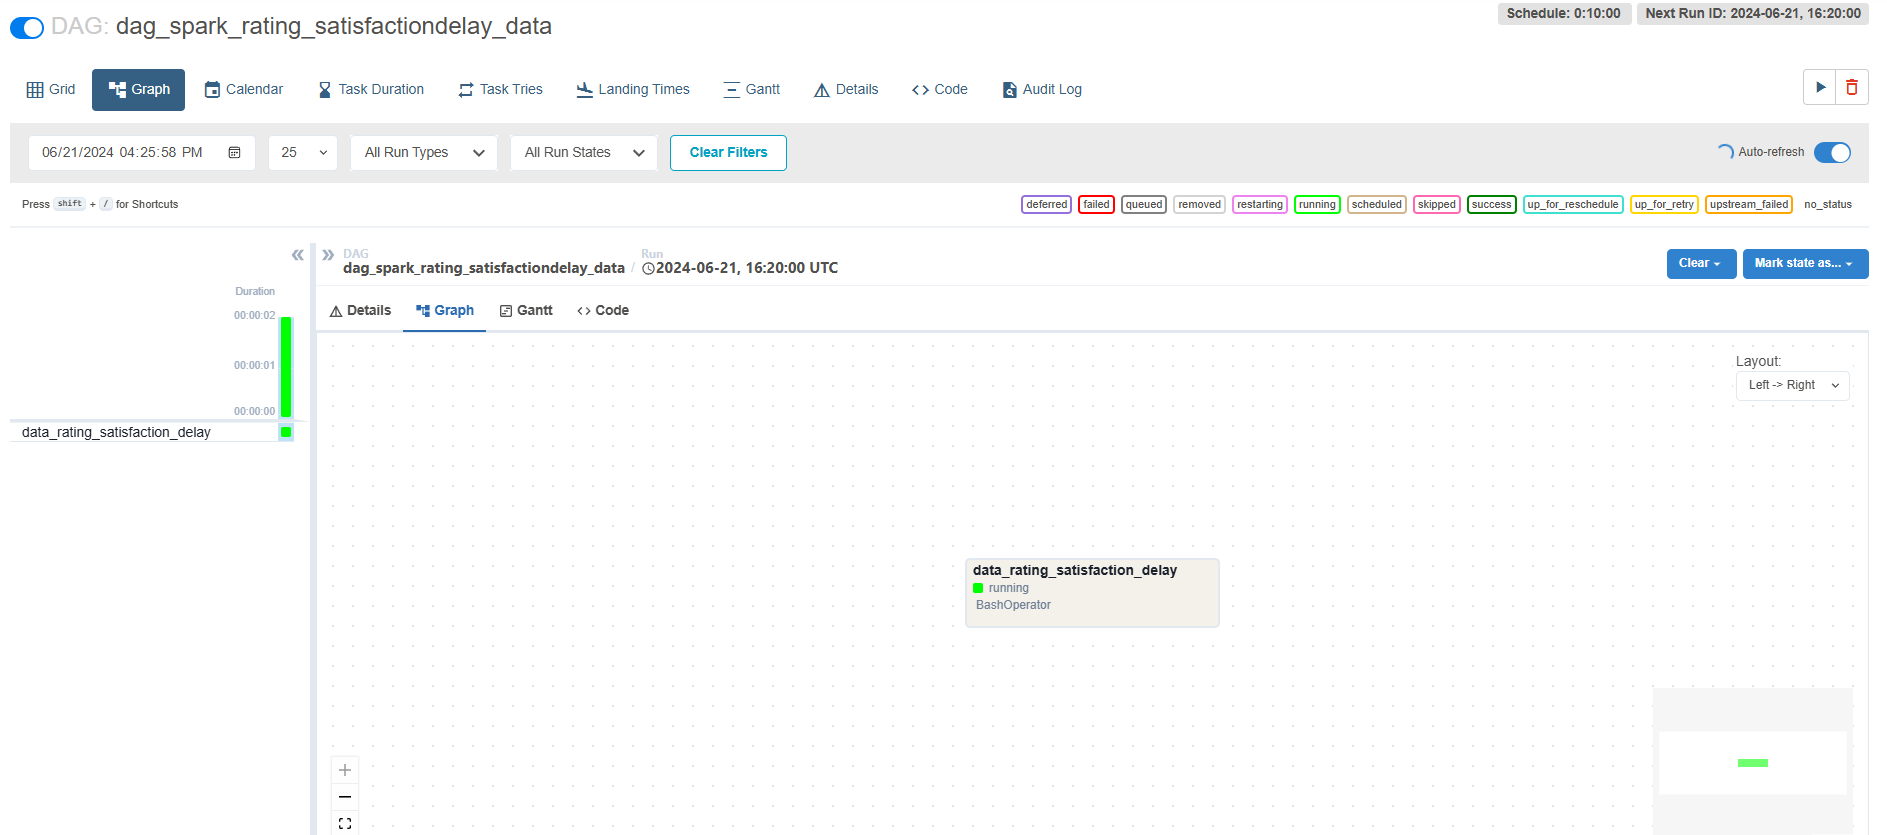 DAG: dag_spark_rating_satisfactiondelay_data
Schedule: 0:10:00 Next Run ID: 2024-06-21, 16:20:00
Grid Graph Calendar Task Duration Task Tries Landing Times Gantt Details Code Audit Log
06/21/2024 04:25:58 PM 25 All Run Types All Run States Clear Filters Auto-refresh
Press shift + / for Shortcuts
deferred failed queued removed restarting running scheduled skipped success up_for_reschedule up_for_retry upstream_failed no_status
Duration
00:00:02
00:00:01
00:00:00
data_rating_satisfaction_delay
DAG
dag_spark_rating_satisfactiondelay_data /
Run
2024-06-21, 16:20:00 UTC
Clear Mark state as...
Details Graph Gantt Code
Layout:
Left -> Right
data_rating_satisfaction_delay
running
BashOperator